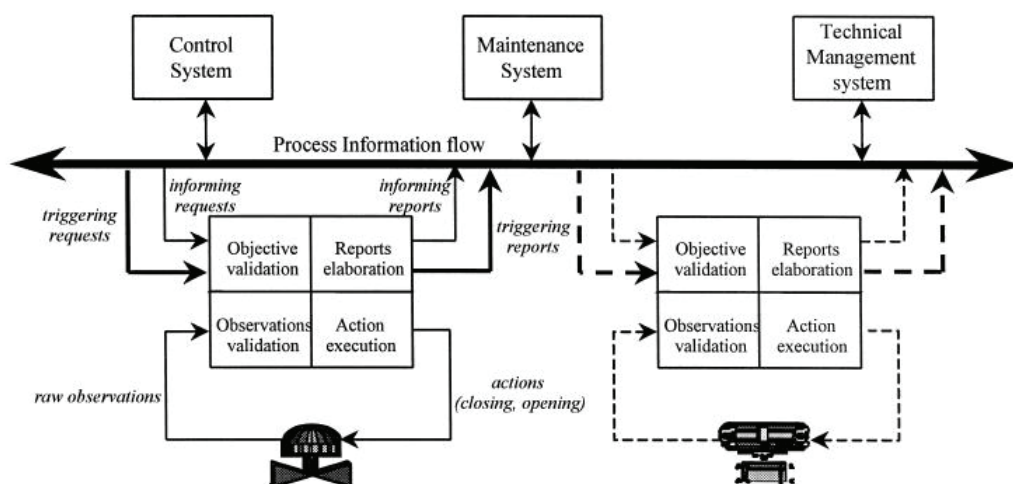 Control
System
Maintenance
System
Technical
Management
system
Process Information flow
informing
requests
informing
reports
triggering
requests
triggering
reports
Objective
validation
Reports
elaboration
Observations
validation
Action
execution
Objective
validation
Reports
elaboration
Observations
validation
Action
execution
raw observations
actions
(closing, opening)